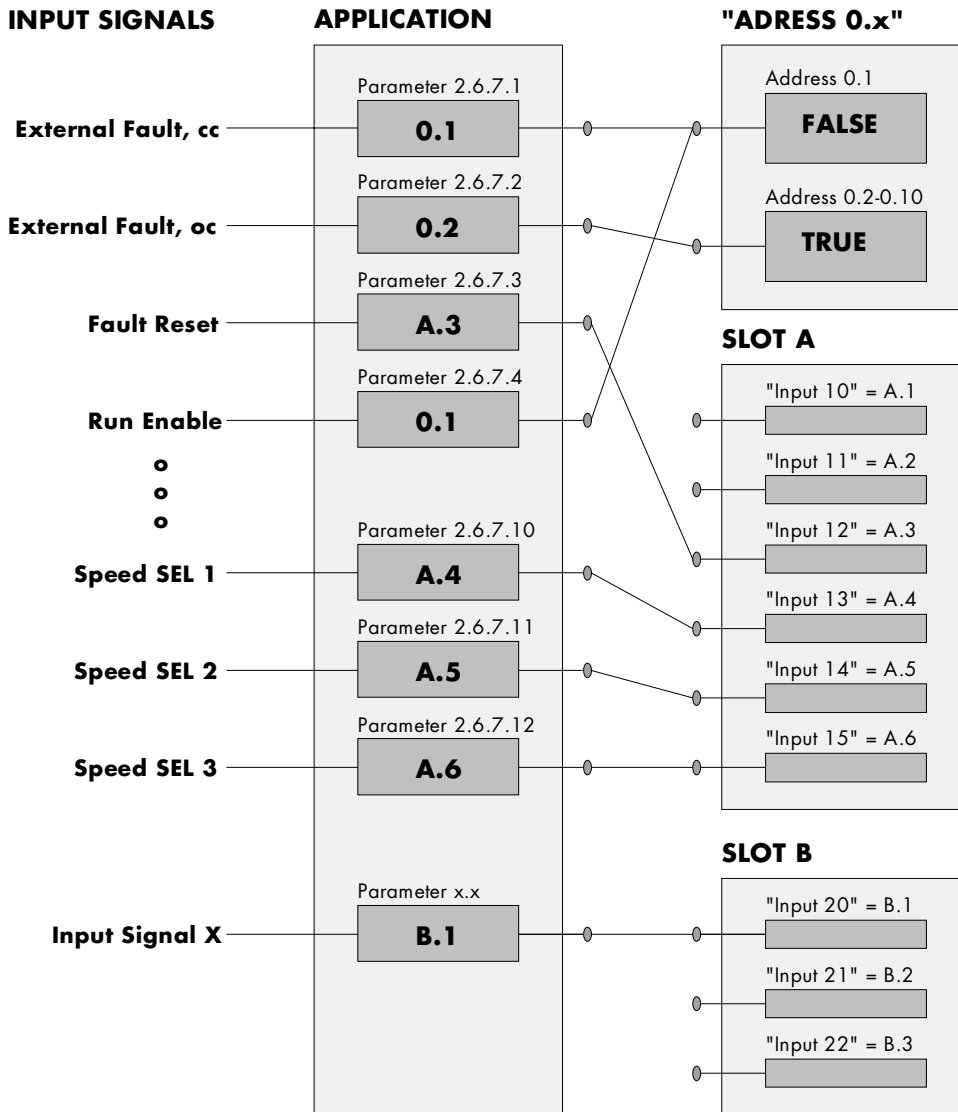 INPUT SIGNALS
APPLICATION
"ADRESS 0.x"
External Fault, cc
Parameter 2.6.7.1
0.1
Address 0.1
FALSE
External Fault, oc
Parameter 2.6.7.2
0.2
Address 0.2-0.10
TRUE
Fault Reset
Parameter 2.6.7.3
A.3
Run Enable
Parameter 2.6.7.4
0.1
o
o
o
Speed SEL 1
Parameter 2.6.7.10
A.4
Speed SEL 2
Parameter 2.6.7.11
A.5
Speed SEL 3
Parameter 2.6.7.12
A.6
Input Signal X
Parameter x.x
B.1
SLOT A
"Input 10" = A.1
"Input 11" = A.2
"Input 12" = A.3
"Input 13" = A.4
"Input 14" = A.5
"Input 15" = A.6
SLOT B
"Input 20" = B.1
"Input 21" = B.2
"Input 22" = B.3